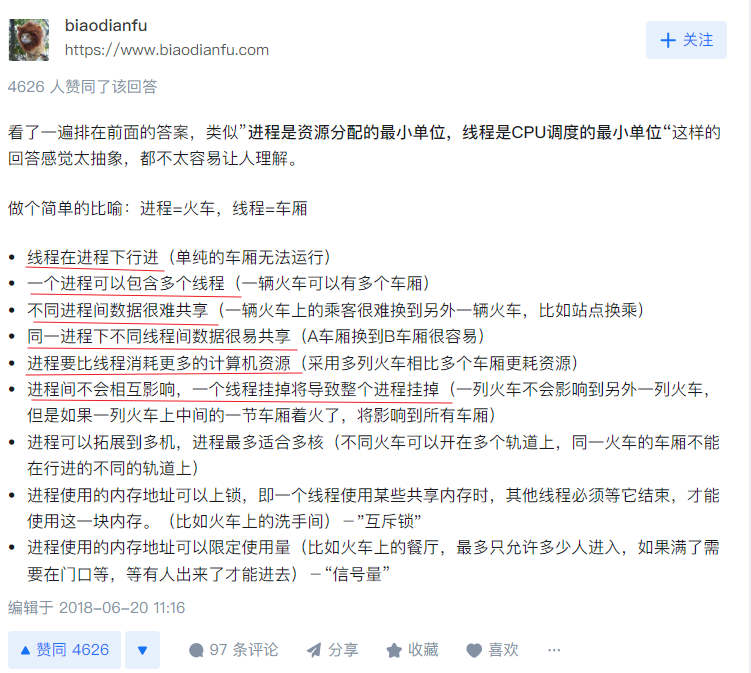 biaodianfu
https://www.biaodianfu.com
+ 关注
4626 人赞同了该回答
看了一遍排在前面的答案，类似”进程是资源分配的最小单位，线程是CPU调度的最小单位“这样的
回答感觉太抽象，都不太容易让人理解。
做个简单的比喻：进程=火车，线程=车厢
• 线程在进程下行进（单纯的车厢无法运行）
• 一个进程可以包含多个线程（一辆火车可以有多个车厢）
• 不同进程间数据很难共享（一辆火车上的乘客很难换到另外一辆火车，比如站点换乘）
• 同一进程下不同线程间数据很易共享（A车厢换到B车厢很容易）
• 进程要比线程消耗更多的计算机资源（采用多列火车相比多个车厢更耗资源）
• 进程间不会相互影响，一个线程挂掉将导致整个进程挂掉（一列火车不会影响到另外一列火车，
但是如果一列火车上中间的一节车厢着火了，将影响到所有车厢）
• 进程可以拓展到多机，进程最多适合多核（不同火车可以开在多个轨道上，同一火车的车厢不能
在行进的不同的轨道上）
• 进程使用的内存地址可以上锁，即一个线程使用某些共享内存时，其他线程必须等它结束，才能
使用这一块内存。（比如火车上的洗手间）－”互斥锁”
• 进程使用的内存地址可以限定使用量（比如火车上的餐厅，最多只允许多少人进入，如果满了需
要在门口等，等有人出来了才能进去）－“信号量”
编辑于 2018-06-20 11:16
▲ 赞同 4626 ▼ 97 条评论 分享 收藏 喜欢 ···